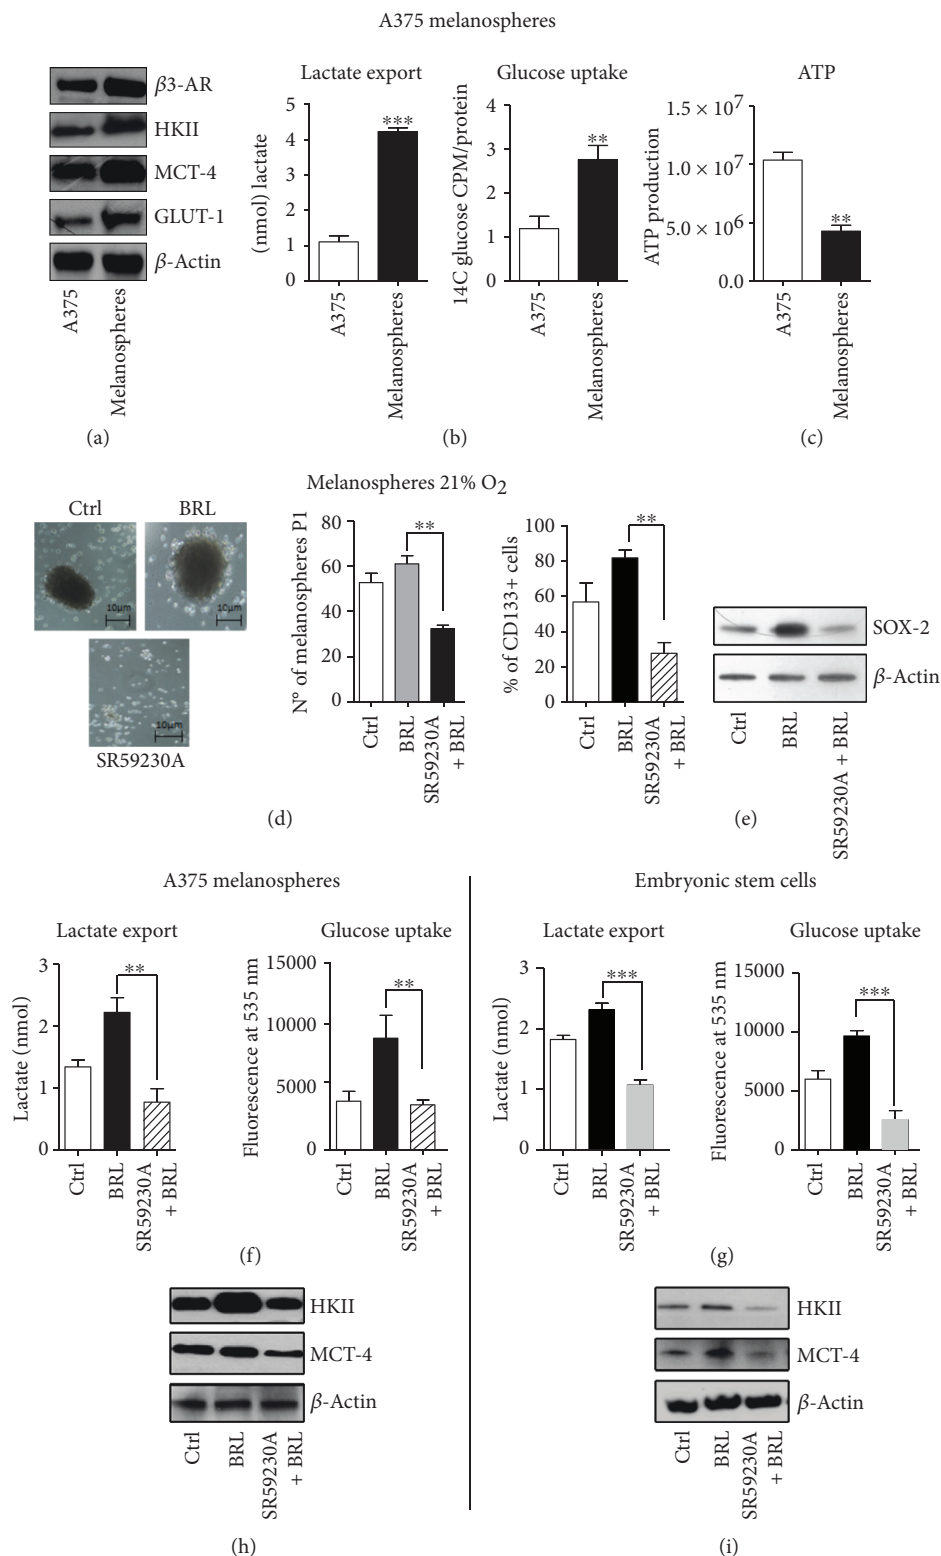 A375 melanospheres
β3-AR
HKII
MCT-4
GLUT-1
β-Actin
A375
Melanospheres
(a)
Lactate export
(nmol) lactate
5
4
3
2
1
0
***
A375
Melanospheres
Glucose uptake
14C glucose CPM/protein
4
3
2
1
0
**
A375
Melanospheres
(b)
ATP
ATP production
1.5 × 10⁷
10 × 10⁷
5.0 × 10⁶
0.0
**
A375
Melanospheres
(c)
Melanospheres 21% O₂
Ctrl
BRL
10μm
10μm
10μm
SR59230A
N° of melanospheres P1
80
60
40
20
0
**
Ctrl
BRL
SR59230A
+ BRL
(d)
% of CD133+ cells
100
80
60
40
20
0
**
Ctrl
BRL
SR59230A
+ BRL
SOX-2
β-Actin
Ctrl
BRL
SR59230A + BRL
(e)
A375 melanospheres
Lactate export
Lactate (nmol)
3
2
1
0
**
Ctrl
BRL
SR59230A
+ BRL
Glucose uptake
Fluorescence at 535 nm
15000
10000
5000
0
**
Ctrl
BRL
SR59230A
+ BRL
(f)
Embryonic stem cells
Lactate export
Lactate (nmol)
3
2
1
0
***
Ctrl
BRL
SR59230A
+ BRL
Glucose uptake
Fluorescence at 535 nm
15000
10000
5000
0
***
Ctrl
BRL
SR59230A
+ BRL
(g)
HKII
MCT-4
β-Actin
Ctrl
BRL
SR59230A
+ BRL
(h)
HKII
MCT-4
β-Actin
Ctrl
BRL
SR59230A
+ BRL
(i)